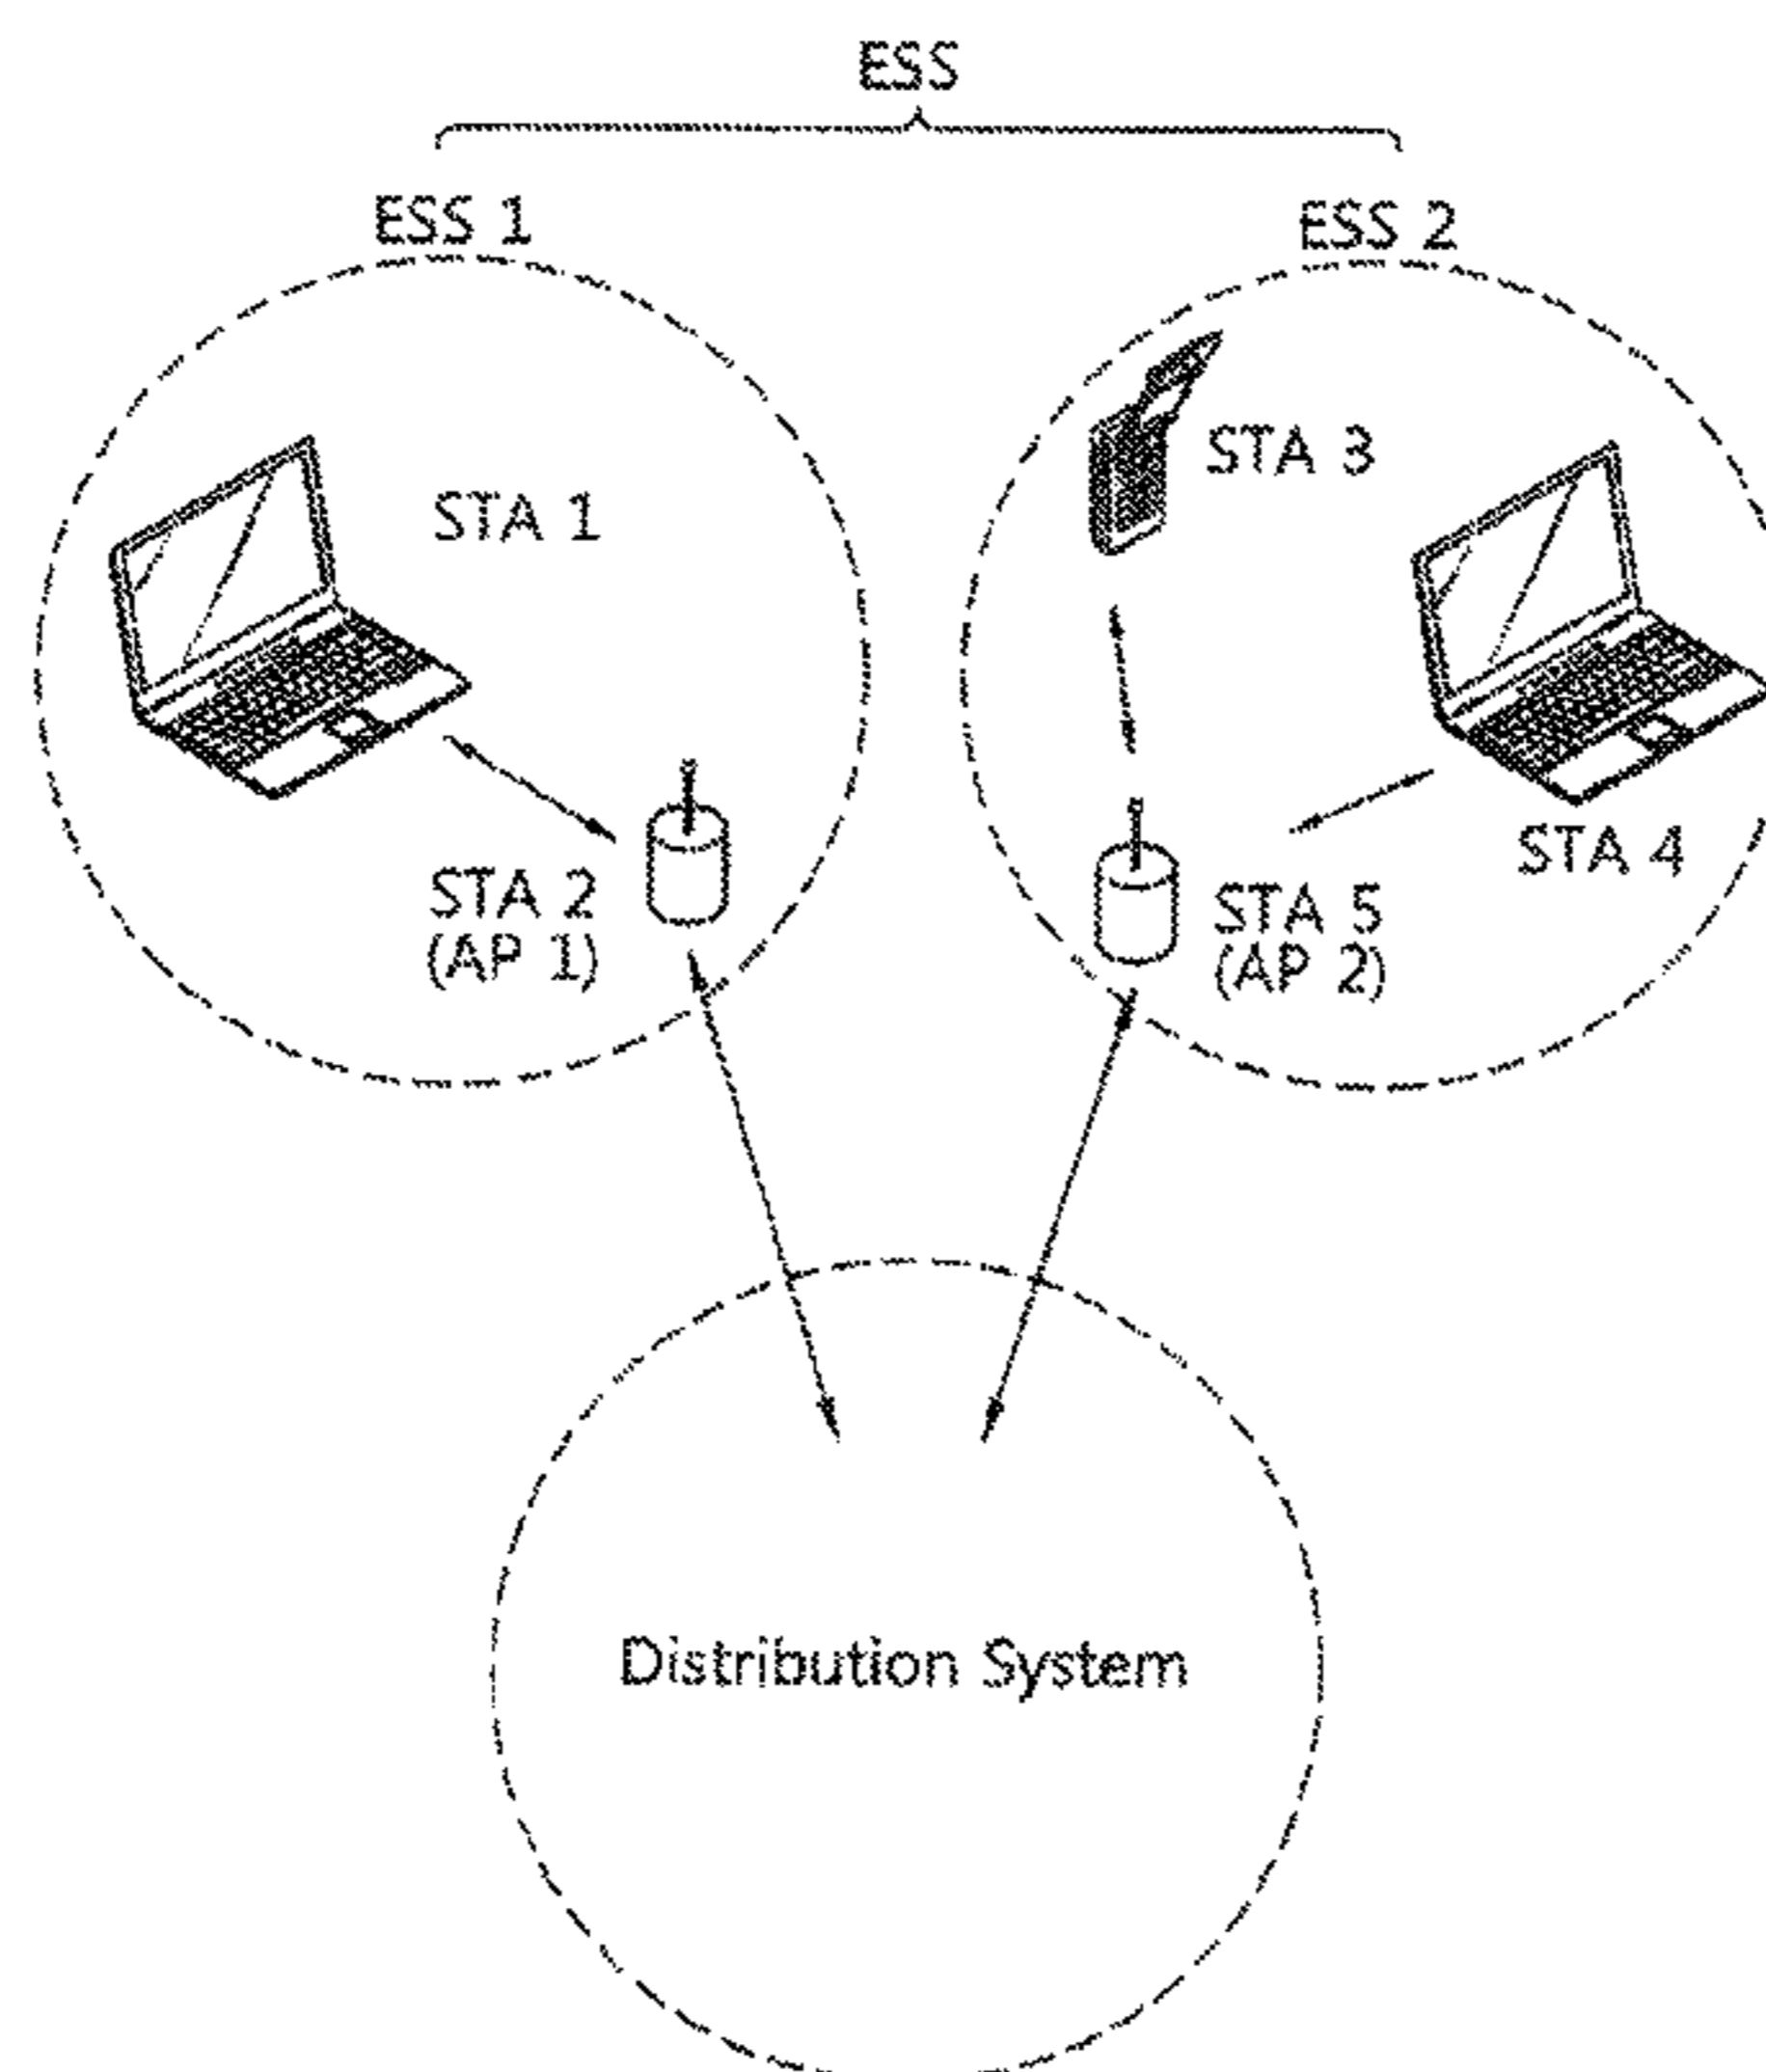 ESS
ESS 1
ESS 2
STA 1
STA 3
STA 2
(AP 1)
STA 4
STA 5
(AP 2)
Distribution System